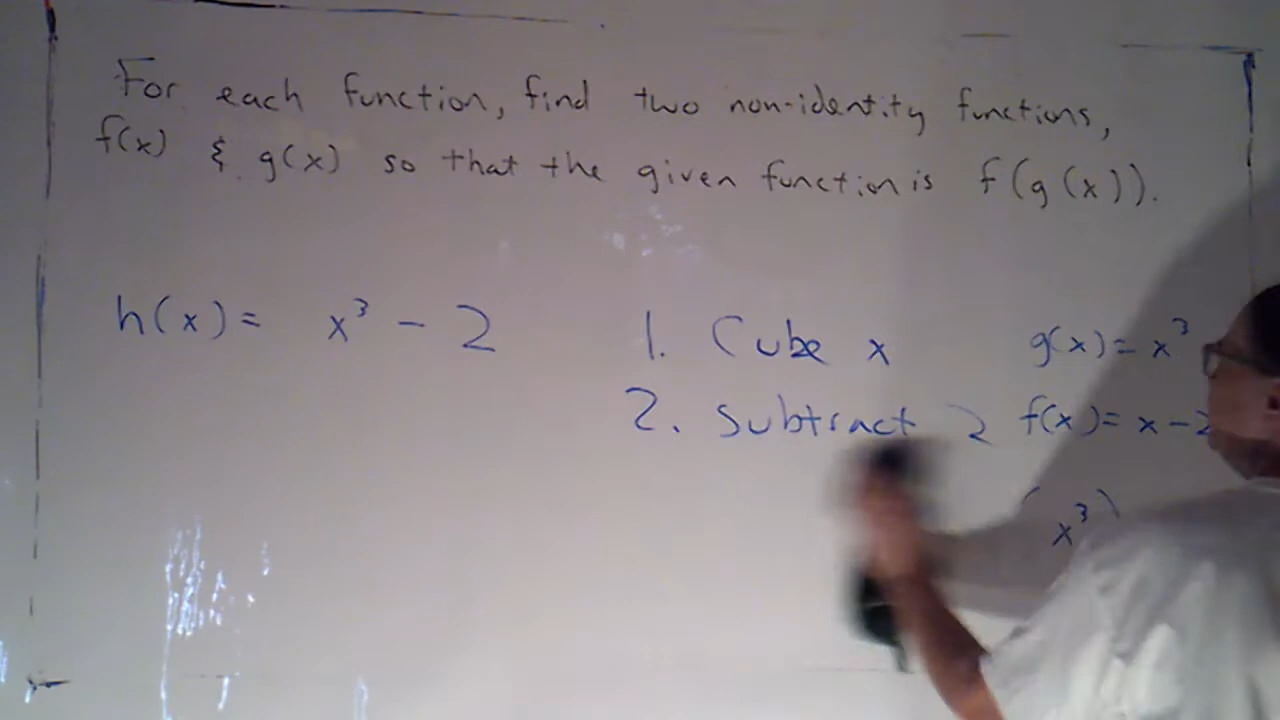 For each function, find two non-identity functions,
f(x) & g(x) so that the given function is f(g(x)).
h(x) = x³ - 2
1. Cube x g(x) = x³
2. Subtract 2 f(x) = x - 2
(x³)